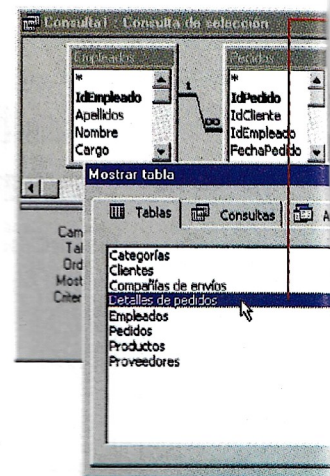 Consulta1 : Consulta de selección
Empleados
*
IdEmpleado
Apellidos
Nombre
Cargo
1
∞
Pedidos
*
IdPedido
IdCliente
IdEmpleado
FechaPedido
Cam
Tal
Ord
Most
Criter
Mostrar tabla
Tablas
Consultas
A
Categorías
Clientes
Compañías de envíos
Detalles de pedidos
Empleados
Pedidos
Productos
Proveedores